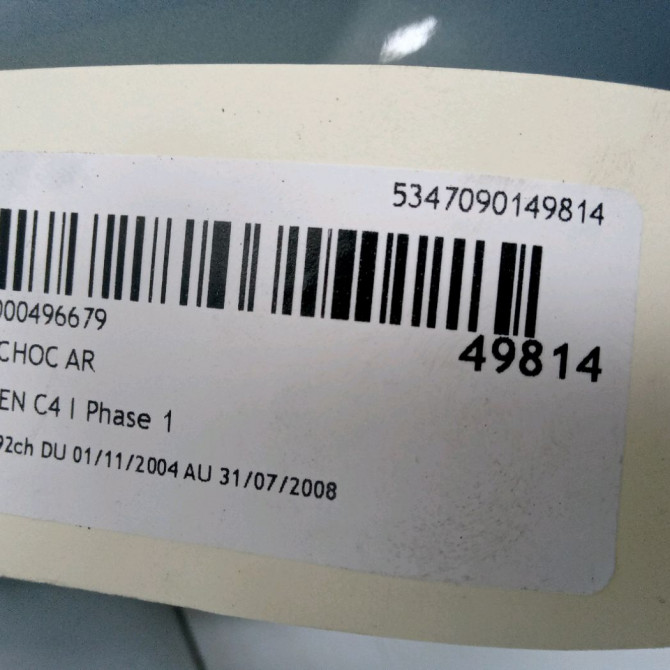 5347090149814
000496679
49814
CHOC AR
EN C4 I Phase 1
92ch DU 01/11/2004 AU 31/07/2008